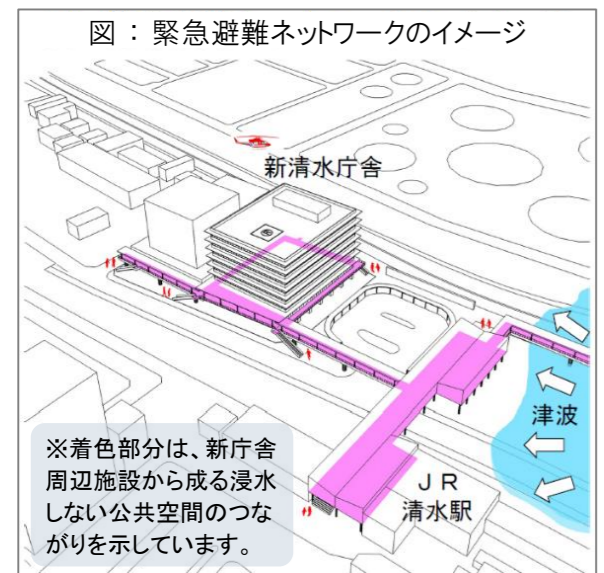 図 ： 緊急避難ネットワークのイメージ
新清水庁舎
津波
ＪＲ
清水駅
※着色部分は、新庁舎
周辺施設から成る浸水
しない公共空間のつな
がりを示しています。